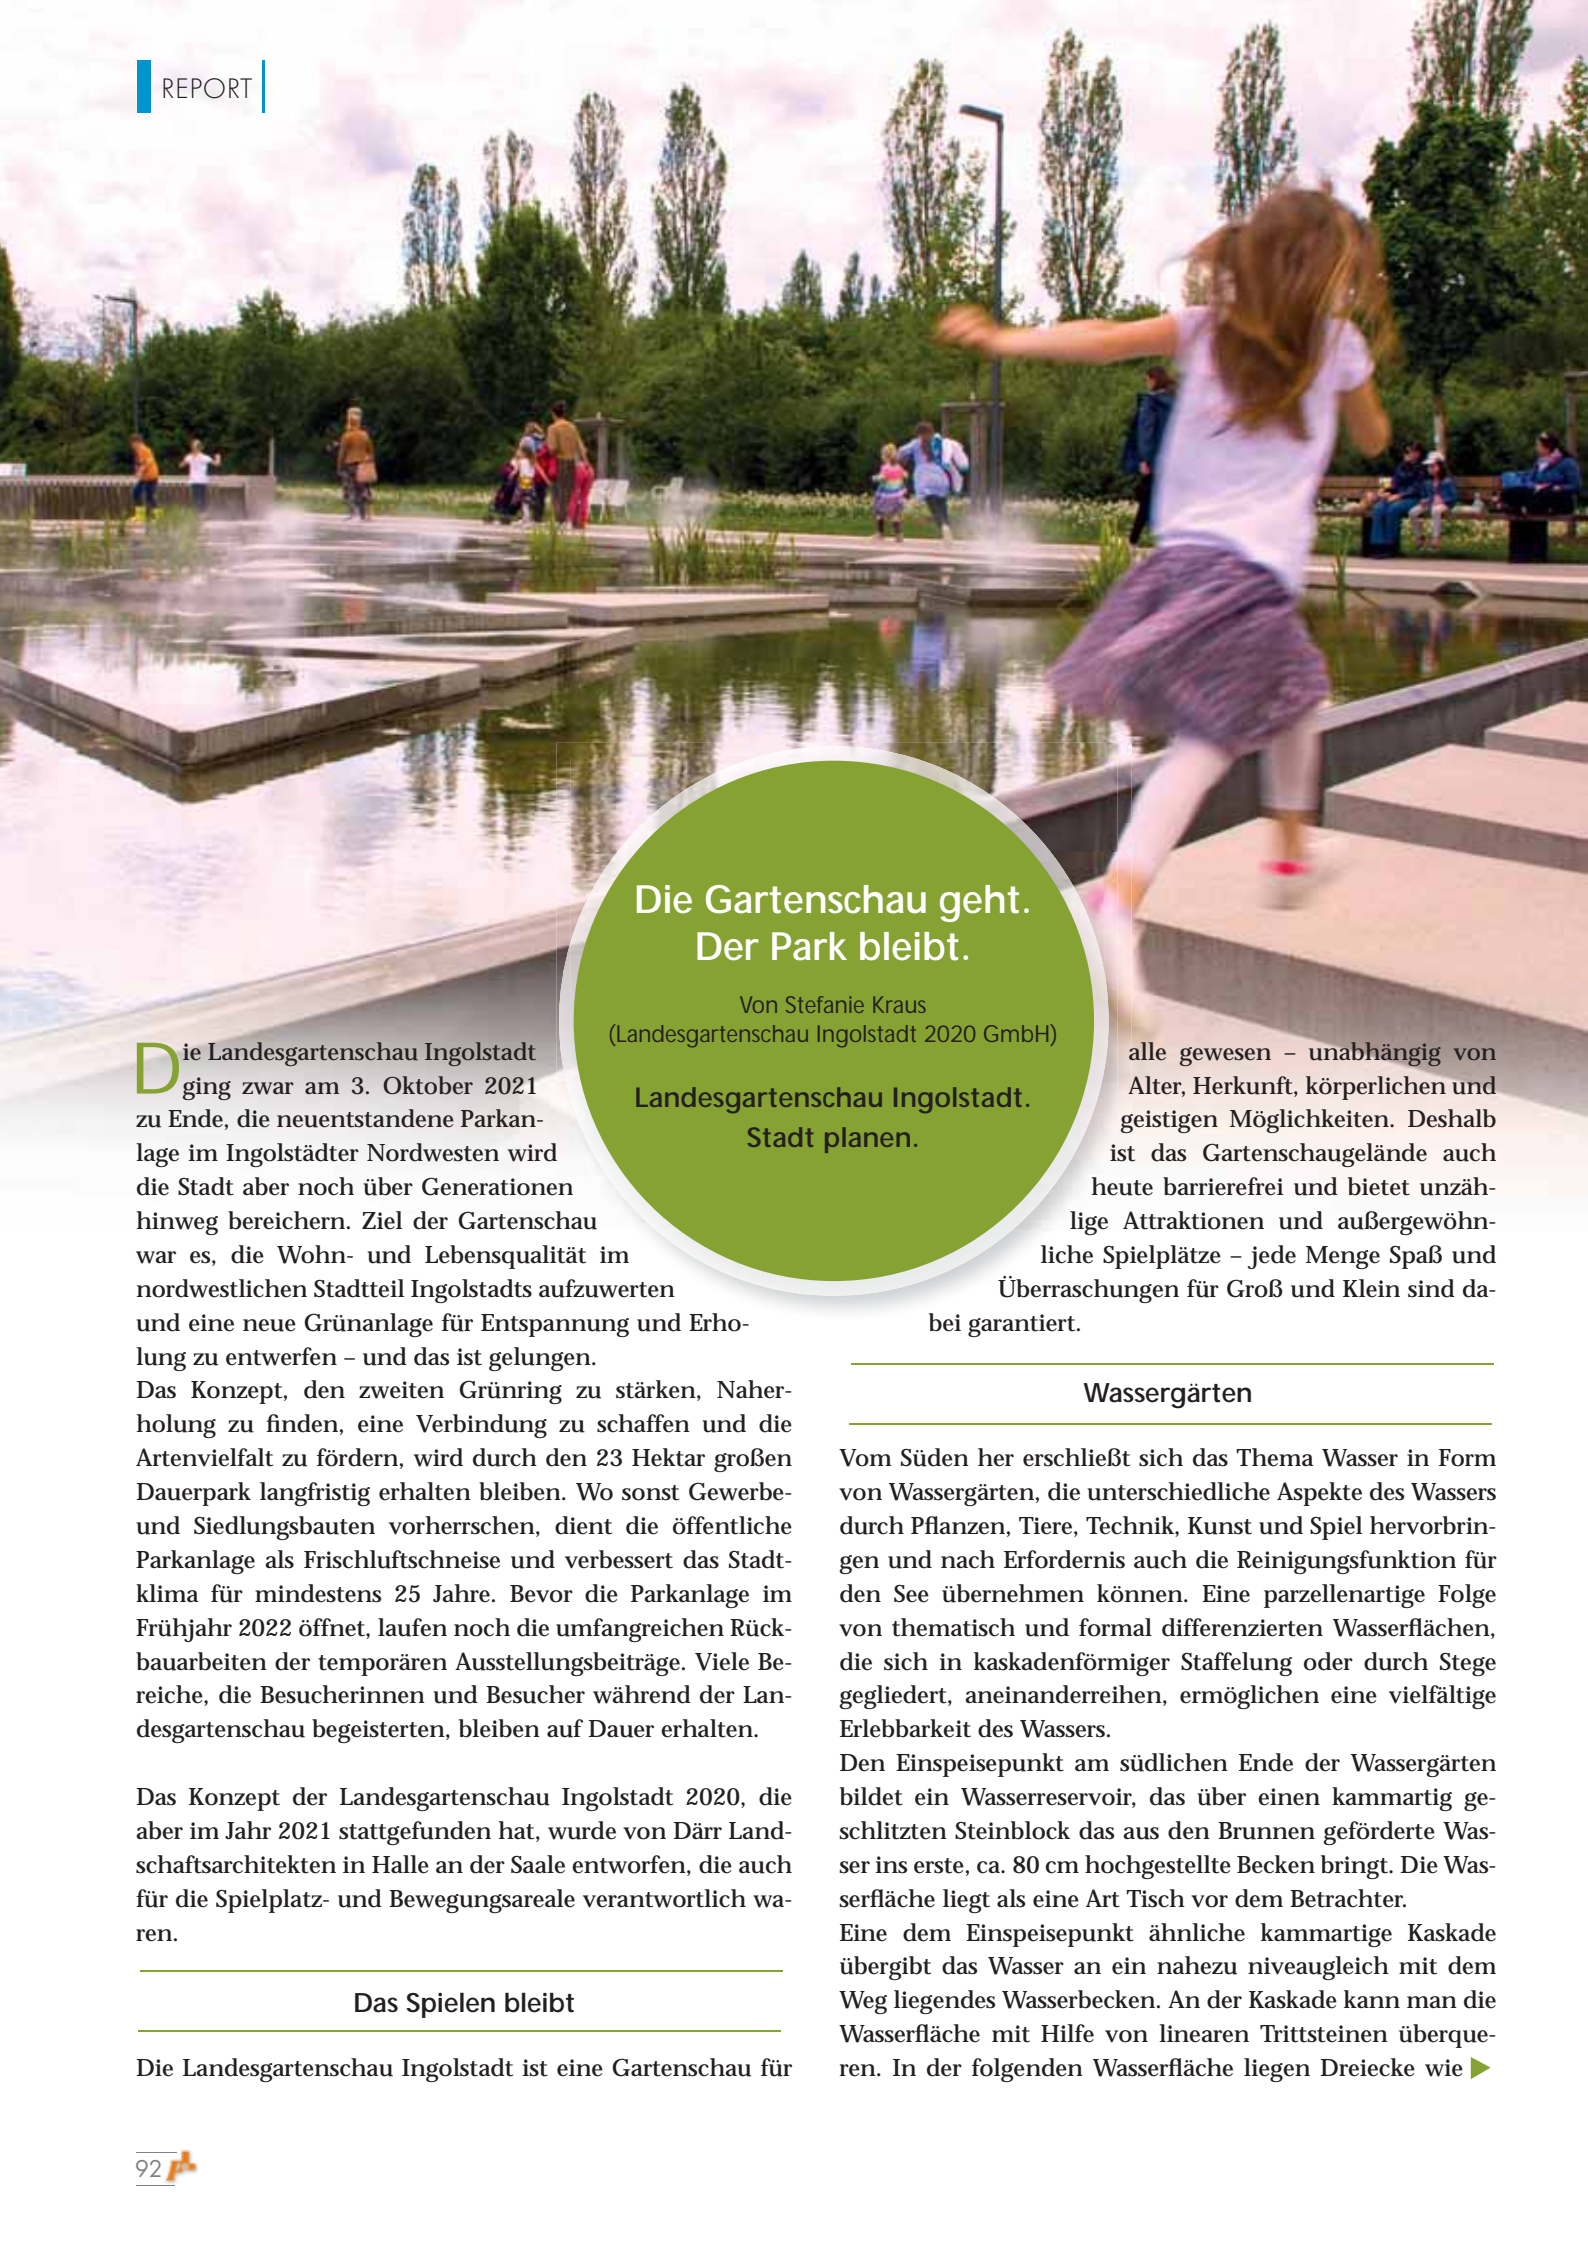 REPORT
Die Gartenschau geht.
Der Park bleibt.
Von Stefanie Kraus
(Landesgartenschau Ingolstadt 2020 GmbH)
Landesgartenschau Ingolstadt.
Stadt planen.
Die Landesgartenschau Ingolstadt
ging zwar am 3. Oktober 2021
zu Ende, die neuentstandene Parkan-
lage im Ingolstädter Nordwesten wird
die Stadt aber noch über Generationen
hinweg bereichern. Ziel der Gartenschau
war es, die Wohn- und Lebensqualität im
nordwestlichen Stadtteil Ingolstadts aufzuwerten
und eine neue Grünanlage für Entspannung und Erho-
lung zu entwerfen – und das ist gelungen.
Das Konzept, den zweiten Grünring zu stärken, Naher-
holung zu finden, eine Verbindung zu schaffen und die
Artenvielfalt zu fördern, wird durch den 23 Hektar großen
Dauerpark langfristig erhalten bleiben. Wo sonst Gewerbe-
und Siedlungsbauten vorherrschen, dient die öffentliche
Parkanlage als Frischluftschneise und verbessert das Stadt-
klima für mindestens 25 Jahre. Bevor die Parkanlage im
Frühjahr 2022 öffnet, laufen noch die umfangreichen Rück-
bauarbeiten der temporären Ausstellungsbeiträge. Viele Be-
reiche, die Besucherinnen und Besucher während der Lan-
desgartenschau begeisterten, bleiben auf Dauer erhalten.
Das Konzept der Landesgartenschau Ingolstadt 2020, die
aber im Jahr 2021 stattgefunden hat, wurde von Därr Land-
schaftsarchitekten in Halle an der Saale entworfen, die auch
für die Spielplatz- und Bewegungsareale verantwortlich wa-
ren.
Das Spielen bleibt
Die Landesgartenschau Ingolstadt ist eine Gartenschau für
alle gewesen – unabhängig von
Alter, Herkunft, körperlichen und
geistigen Möglichkeiten. Deshalb
ist das Gartenschaugelände auch
heute barrierefrei und bietet unzäh-
lige Attraktionen und außergewöhn-
liche Spielplätze – jede Menge Spaß und
Überraschungen für Groß und Klein sind da-
bei garantiert.
Wassergärten
Vom Süden her erschließt sich das Thema Wasser in Form
von Wassergärten, die unterschiedliche Aspekte des Wassers
durch Pflanzen, Tiere, Technik, Kunst und Spiel hervorbrin-
gen und nach Erfordernis auch die Reinigungsfunktion für
den See übernehmen können. Eine parzellenartige Folge
von thematisch und formal differenzierten Wasserflächen,
die sich in kaskadenförmiger Staffelung oder durch Stege
gegliedert, aneinanderreihen, ermöglichen eine vielfältige
Erlebbarkeit des Wassers.
Den Einspeisepunkt am südlichen Ende der Wassergärten
bildet ein Wasserreservoir, das über einen kammartig ge-
schlitzten Steinblock das aus den Brunnen geförderte Was-
ser ins erste, ca. 80 cm hochgestellte Becken bringt. Die Was-
serfläche liegt als eine Art Tisch vor dem Betrachter.
Eine dem Einspeisepunkt ähnliche kammartige Kaskade
übergibt das Wasser an ein nahezu niveaugleich mit dem
Weg liegendes Wasserbecken. An der Kaskade kann man die
Wasserfläche mit Hilfe von linearen Trittsteinen überque-
ren. In der folgenden Wasserfläche liegen Dreiecke wie
92